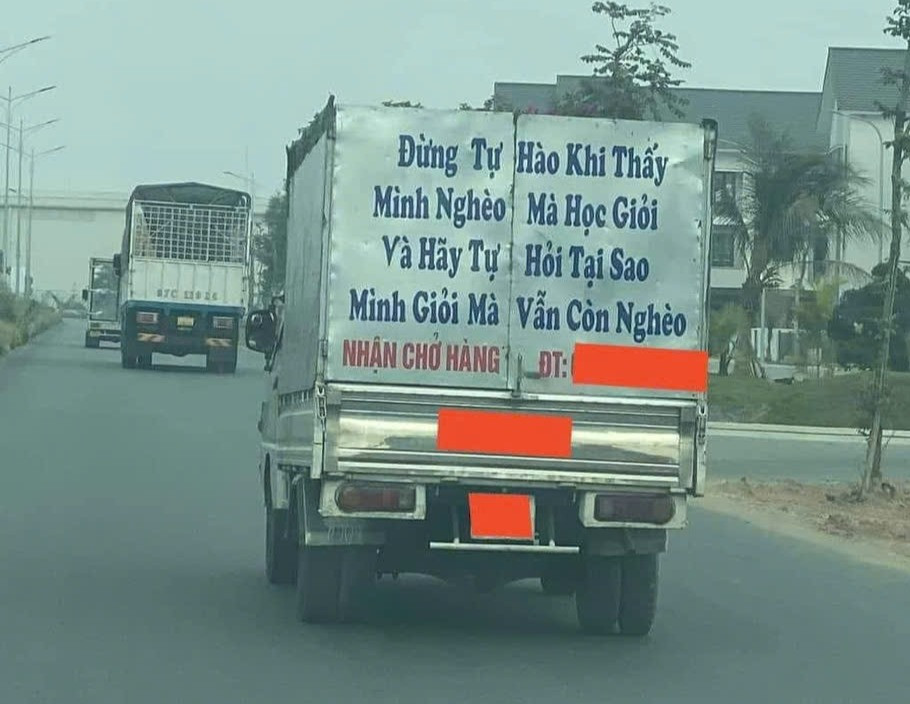 Đừng Tự Hào Khi Thấy
Mình Nghèo Mà Học Giỏi
Và Hãy Tự Hỏi Tại Sao
Mình Giỏi Mà Vẫn Còn Nghèo
NHẬN CHỞ HÀNG ĐT: